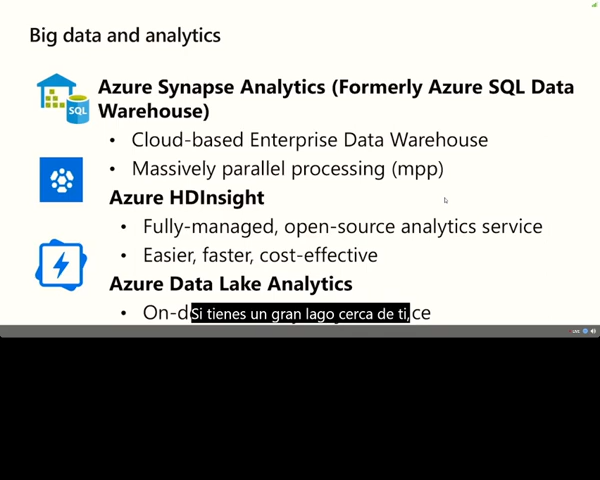 Big data and analytics
Azure Synapse Analytics (Formerly Azure SQL Data
Warehouse)
SQL
• Cloud-based Enterprise Data Warehouse
• Massively parallel processing (mpp)
Azure HDInsight
• Fully-managed, open-source analytics service
• Easier, faster, cost-effective
Azure Data Lake Analytics
• On-d
Si tienes un gran lago cerca de ti,
LIVE